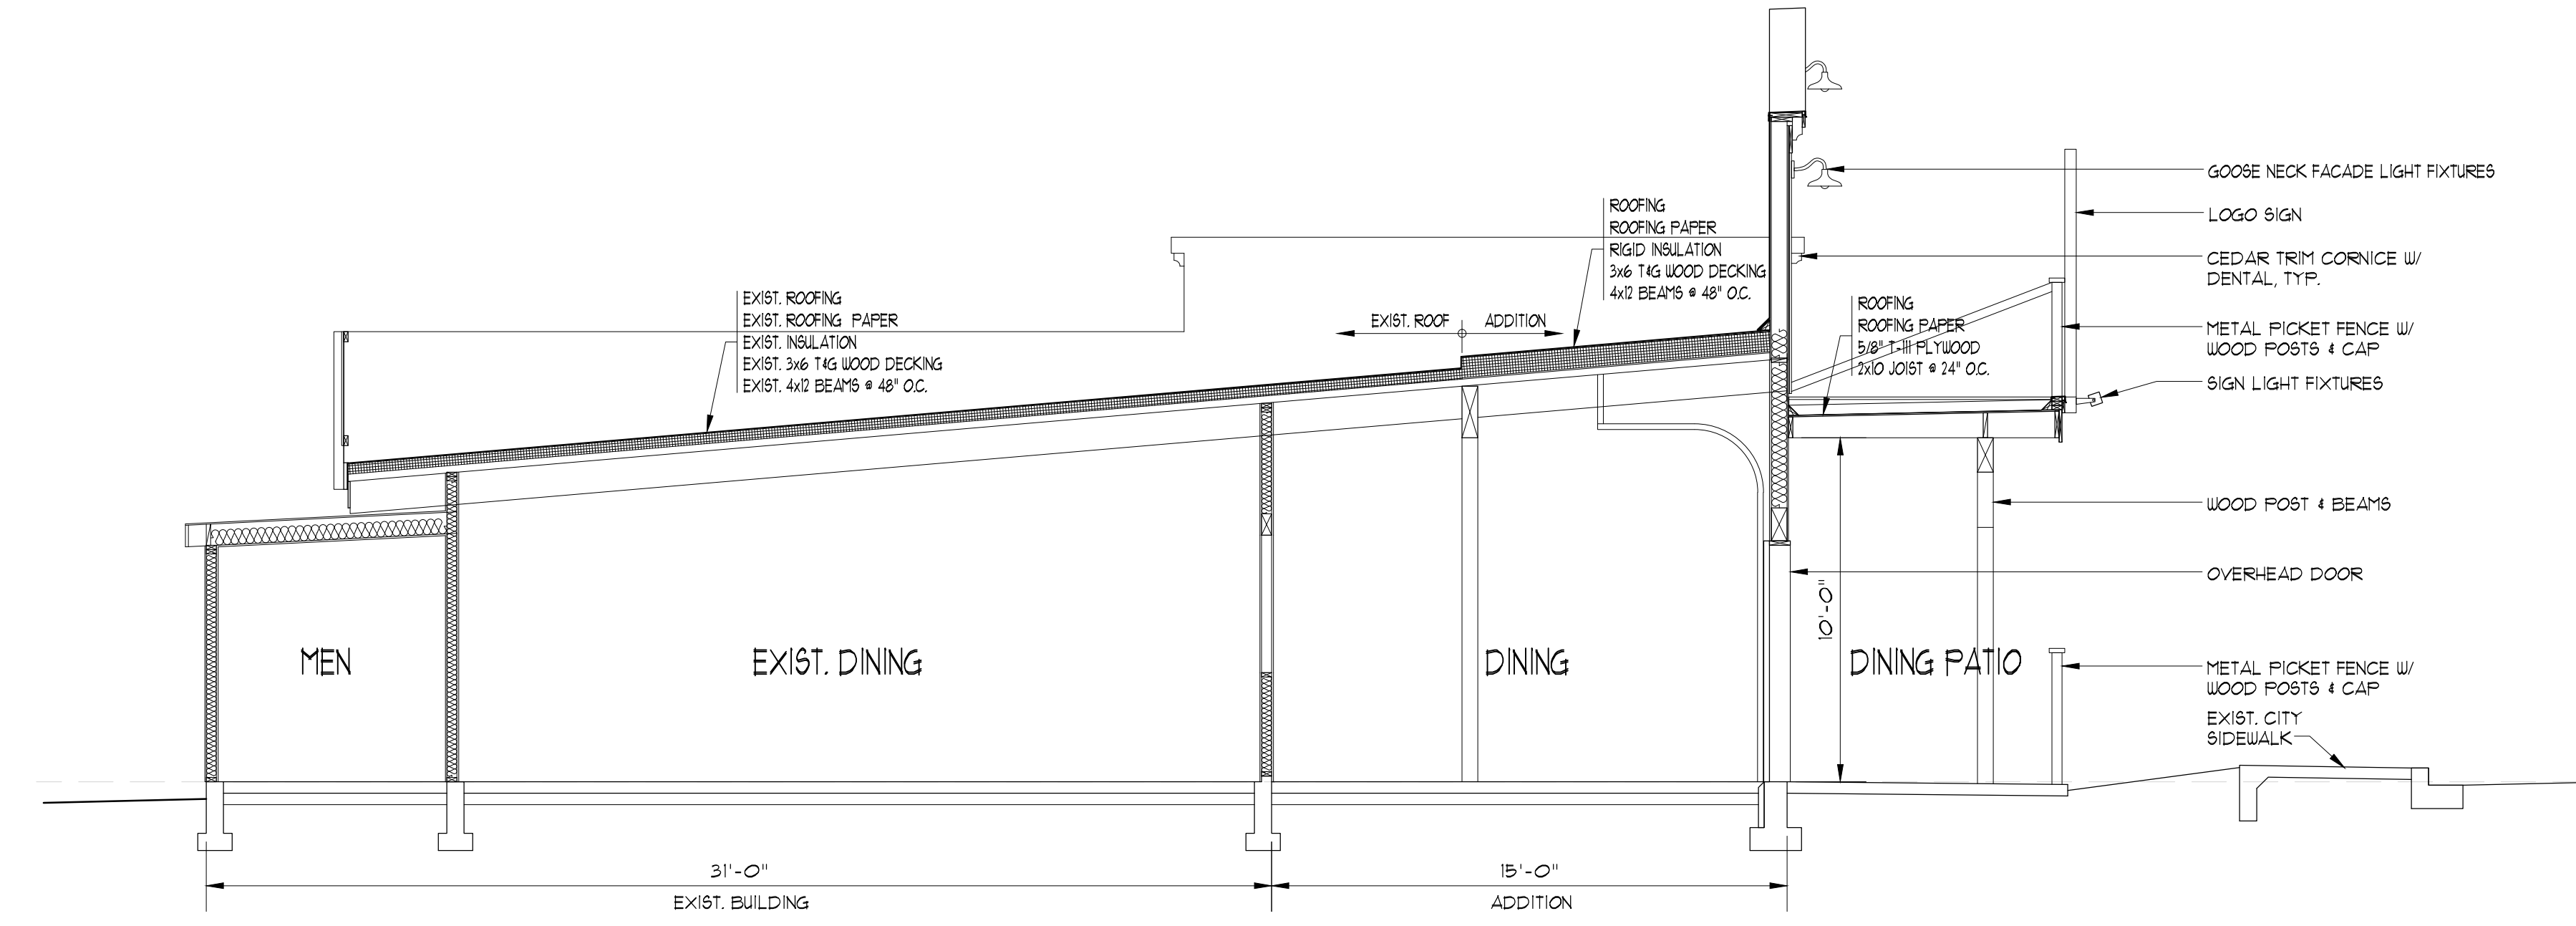 GOOSE NECK FACADE LIGHT FIXTURES
LOGO SIGN
CEDAR TRIM CORNICE W/
DENTAL, TYP.
METAL PICKET FENCE W/
WOOD POSTS & CAP
SIGN LIGHT FIXTURES
WOOD POST & BEAMS
OVERHEAD DOOR
METAL PICKET FENCE W/
WOOD POSTS & CAP
EXIST. CITY
SIDEWALK
ROOFING
ROOFING PAPER
RIGID INSULATION
3x6 T&G WOOD DECKING
4x12 BEAMS @ 48" O.C.
EXIST. ROOFING
EXIST. ROOFING PAPER
EXIST. INSULATION
EXIST. 3x6 T&G WOOD DECKING
EXIST. 4x12 BEAMS @ 48" O.C.
EXIST. ROOF
ADDITION
ROOFING
ROOFING PAPER
5/8" T-111 PLYWOOD
2x10 JOIST @ 24" O.C.
10'-0"
MEN
EXIST. DINING
DINING
DINING PATIO
31'-0"
EXIST. BUILDING
15'-0"
ADDITION